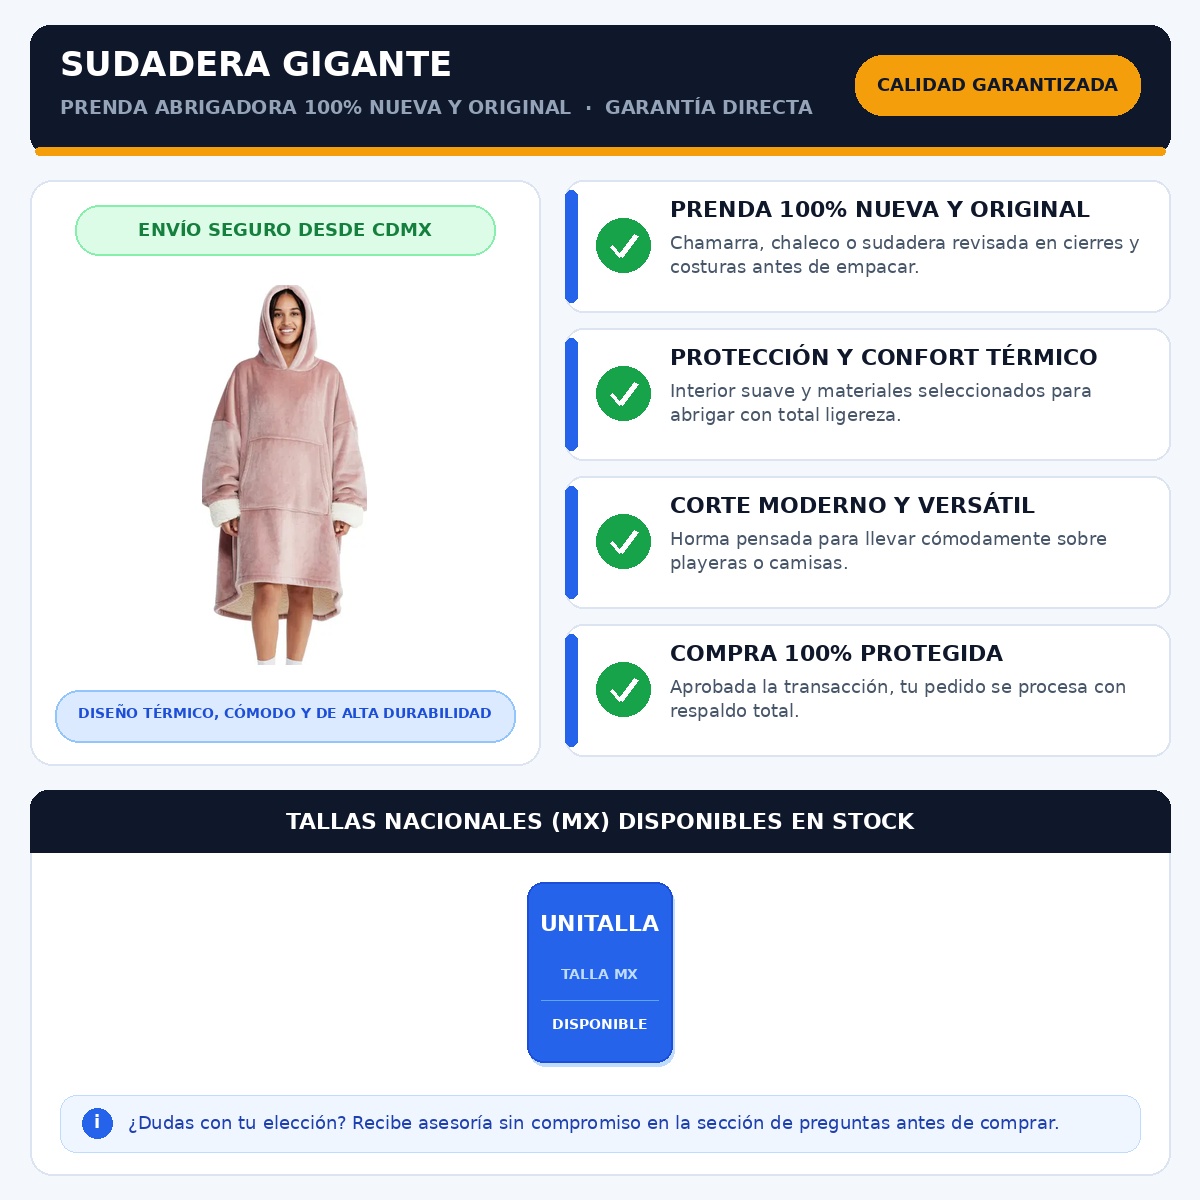 SUDADERA GIGANTE
PRENDA ABRIGADORA 100% NUEVA Y ORIGINAL · GARANTÍA DIRECTA
CALIDAD GARANTIZADA
ENVÍO SEGURO DESDE CDMX
DISEÑO TÉRMICO, CÓMODO Y DE ALTA DURABILIDAD
PRENDA 100% NUEVA Y ORIGINAL
Chamarra, chaleco o sudadera revisada en cierres y
costuras antes de empacar.
PROTECCIÓN Y CONFORT TÉRMICO
Interior suave y materiales seleccionados para
abrigar con total ligereza.
CORTE MODERNO Y VERSÁTIL
Horma pensada para llevar cómodamente sobre
playeras o camisas.
COMPRA 100% PROTEGIDA
Aprobada la transacción, tu pedido se procesa con
respaldo total.
TALLAS NACIONALES (MX) DISPONIBLES EN STOCK
UNITALLA
TALLA MX
DISPONIBLE
i ¿Dudas con tu elección? Recibe asesoría sin compromiso en la sección de preguntas antes de comprar.